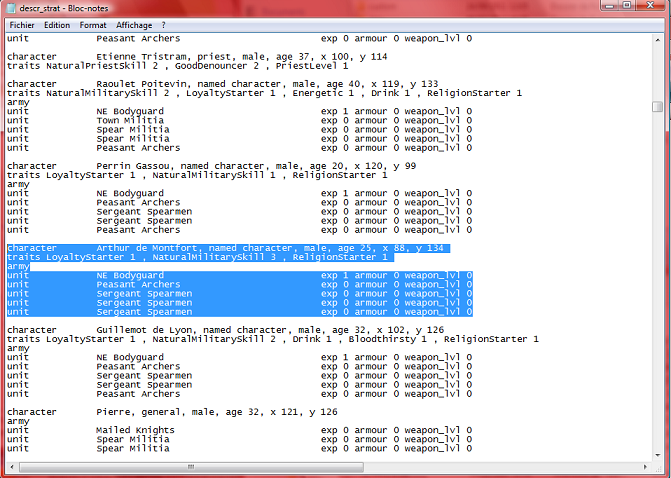 descr_strat - Bloc-notes
Fichier Edition Format Affichage ?
unit Peasant Archers exp 0 armour 0 weapon_lvl 0
character Etienne Tristram, priest, male, age 37, x 100, y 114
traits NaturalPriestSkill 2 , GoodDenouncer 2 , PriestLevel 1
character Raoulet Poitevin, named character, male, age 40, x 119, y 133
traits NaturalMilitarySkill 2 , LoyaltyStarter 1 , Energetic 1 , Drink 1 , ReligionStarter 1
army
unit NE Bodyguard exp 1 armour 0 weapon_lvl 0
unit Town Militia exp 0 armour 0 weapon_lvl 0
unit Spear Militia exp 0 armour 0 weapon_lvl 0
unit Spear Militia exp 0 armour 0 weapon_lvl 0
unit Peasant Archers exp 0 armour 0 weapon_lvl 0
character Perrin Gassou, named character, male, age 20, x 120, y 99
traits LoyaltyStarter 1 , NaturalMilitarySkill 1 , ReligionStarter 1
army
unit NE Bodyguard exp 1 armour 0 weapon_lvl 0
unit Peasant Archers exp 0 armour 0 weapon_lvl 0
unit Sergeant Spearmen exp 0 armour 0 weapon_lvl 0
unit Sergeant Spearmen exp 0 armour 0 weapon_lvl 0
unit Peasant Archers exp 0 armour 0 weapon_lvl 0
character Arthur de Montfort, named character, male, age 25, x 88, y 134
traits LoyaltyStarter 1 , NaturalMilitarySkill 3 , ReligionStarter 1
army
unit NE Bodyguard exp 1 armour 0 weapon_lvl 0
unit Peasant Archers exp 0 armour 0 weapon_lvl 0
unit Sergeant Spearmen exp 0 armour 0 weapon_lvl 0
unit Sergeant Spearmen exp 0 armour 0 weapon_lvl 0
unit Sergeant Spearmen exp 0 armour 0 weapon_lvl 0
character Guillemot de Lyon, named character, male, age 32, x 102, y 126
traits LoyaltyStarter 1 , NaturalMilitarySkill 2 , Drink 1 , Bloodthirsty 1 , ReligionStarter 1
army
unit NE Bodyguard exp 1 armour 0 weapon_lvl 0
unit Peasant Archers exp 0 armour 0 weapon_lvl 0
unit Sergeant Spearmen exp 0 armour 0 weapon_lvl 0
unit Sergeant Spearmen exp 0 armour 0 weapon_lvl 0
unit Peasant Archers exp 0 armour 0 weapon_lvl 0
character Pierre, general, male, age 32, x 121, y 126
army
unit Mailed Knights exp 0 armour 0 weapon_lvl 0
unit Spear Militia exp 0 armour 0 weapon_lvl 0
unit Spear Militia exp 0 armour 0 weapon_lvl 0